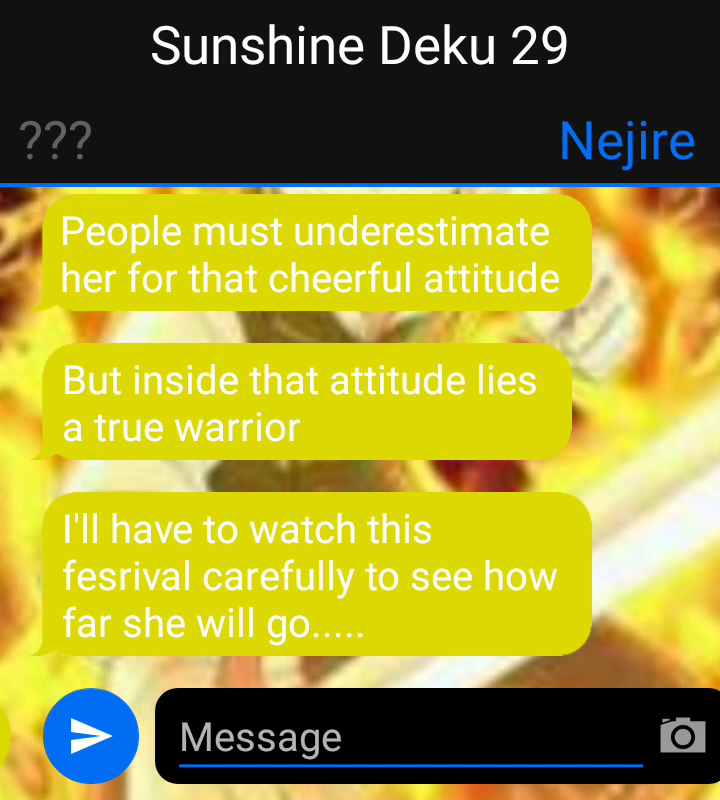 Sunshine Deku 29
??? Nejire
People must underestimate
her for that cheerful attitude
But inside that attitude lies
a true warrior
I'll have to watch this
fesrival carefully to see how
far she will go.....
Message